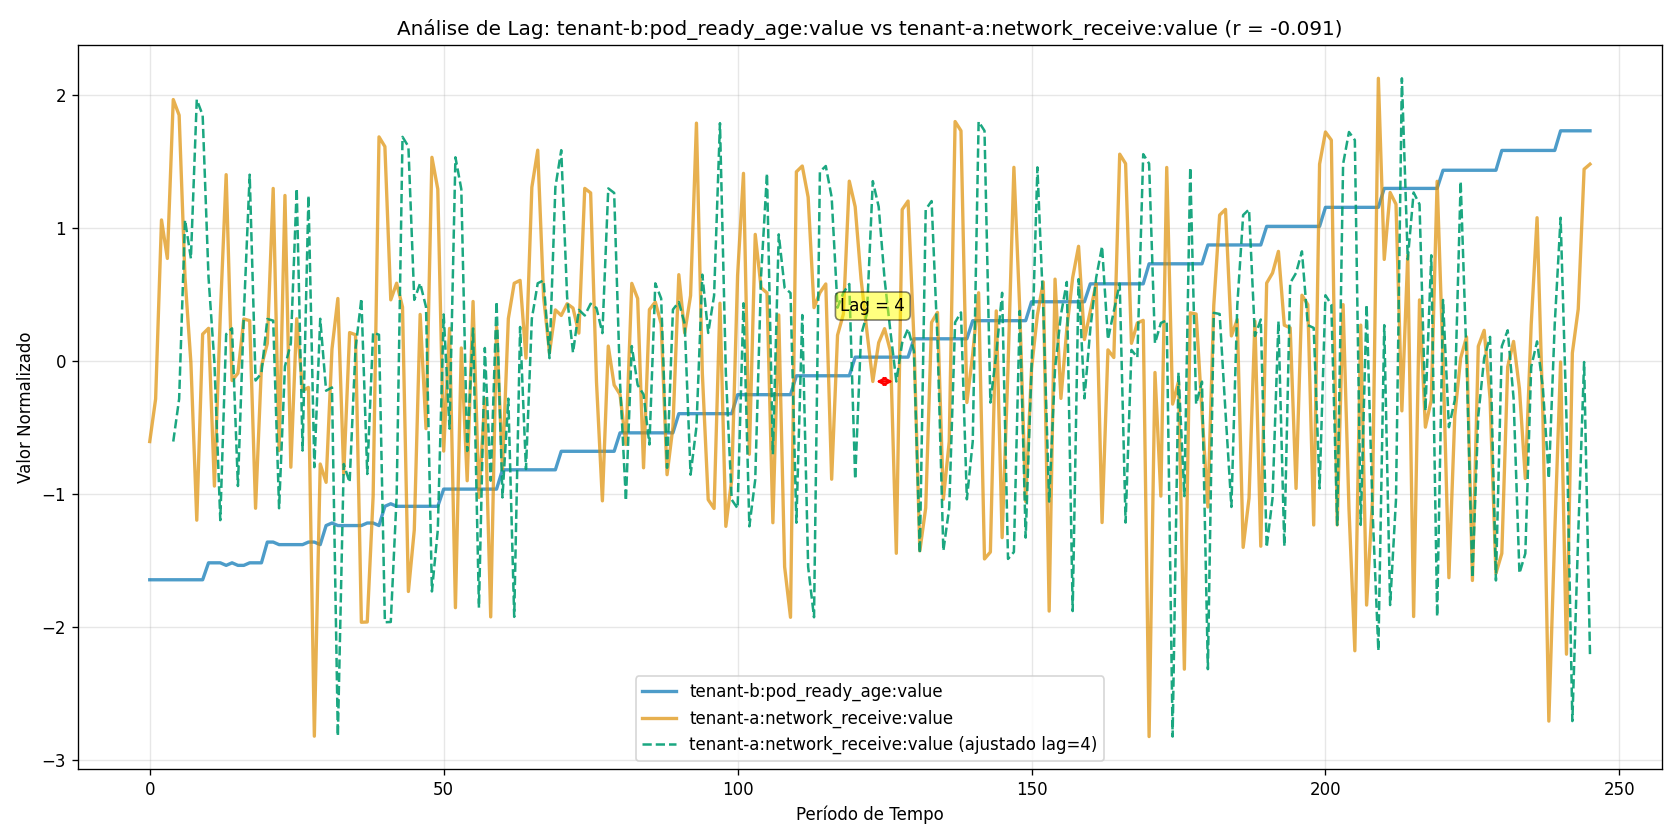 Análise de Lag: tenant-b:pod_ready_age:value vs tenant-a:network_receive:value (r = -0.091)
Valor Normalizado
2
1
0
−1
−2
−3
Lag = 4
tenant-b:pod_ready_age:value
tenant-a:network_receive:value
tenant-a:network_receive:value (ajustado lag=4)
0
50
100
150
200
250
Período de Tempo